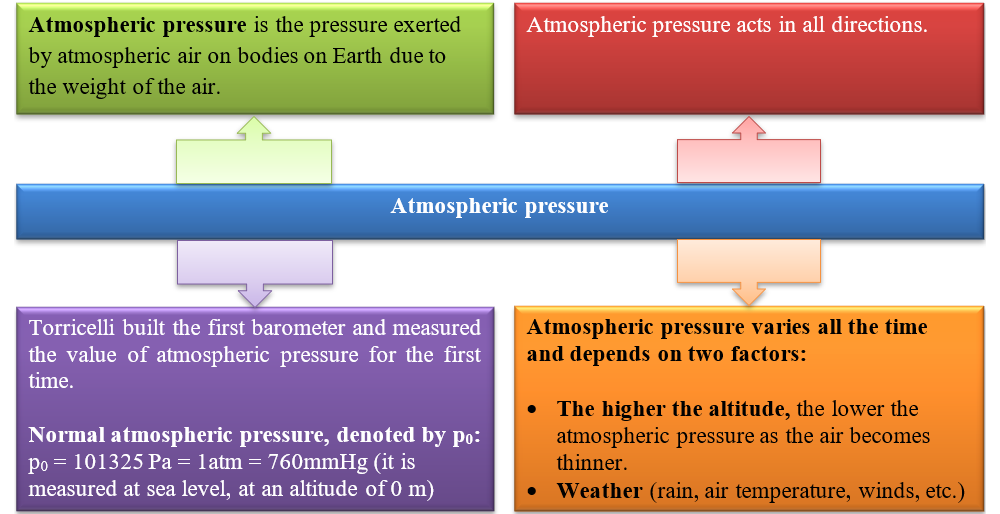 Atmospheric pressure is the pressure exerted
by atmospheric air on bodies on Earth due to
the weight of the air.
Atmospheric pressure acts in all directions.
Atmospheric pressure
Torricelli built the first barometer and measured
the value of atmospheric pressure for the first
time.
Normal atmospheric pressure, denoted by p₀:
p₀ = 101325 Pa = 1atm = 760mmHg (it is
measured at sea level, at an altitude of 0 m)
Atmospheric pressure varies all the time
and depends on two factors:
• The higher the altitude, the lower the
atmospheric pressure as the air becomes
thinner.
• Weather (rain, air temperature, winds, etc.)